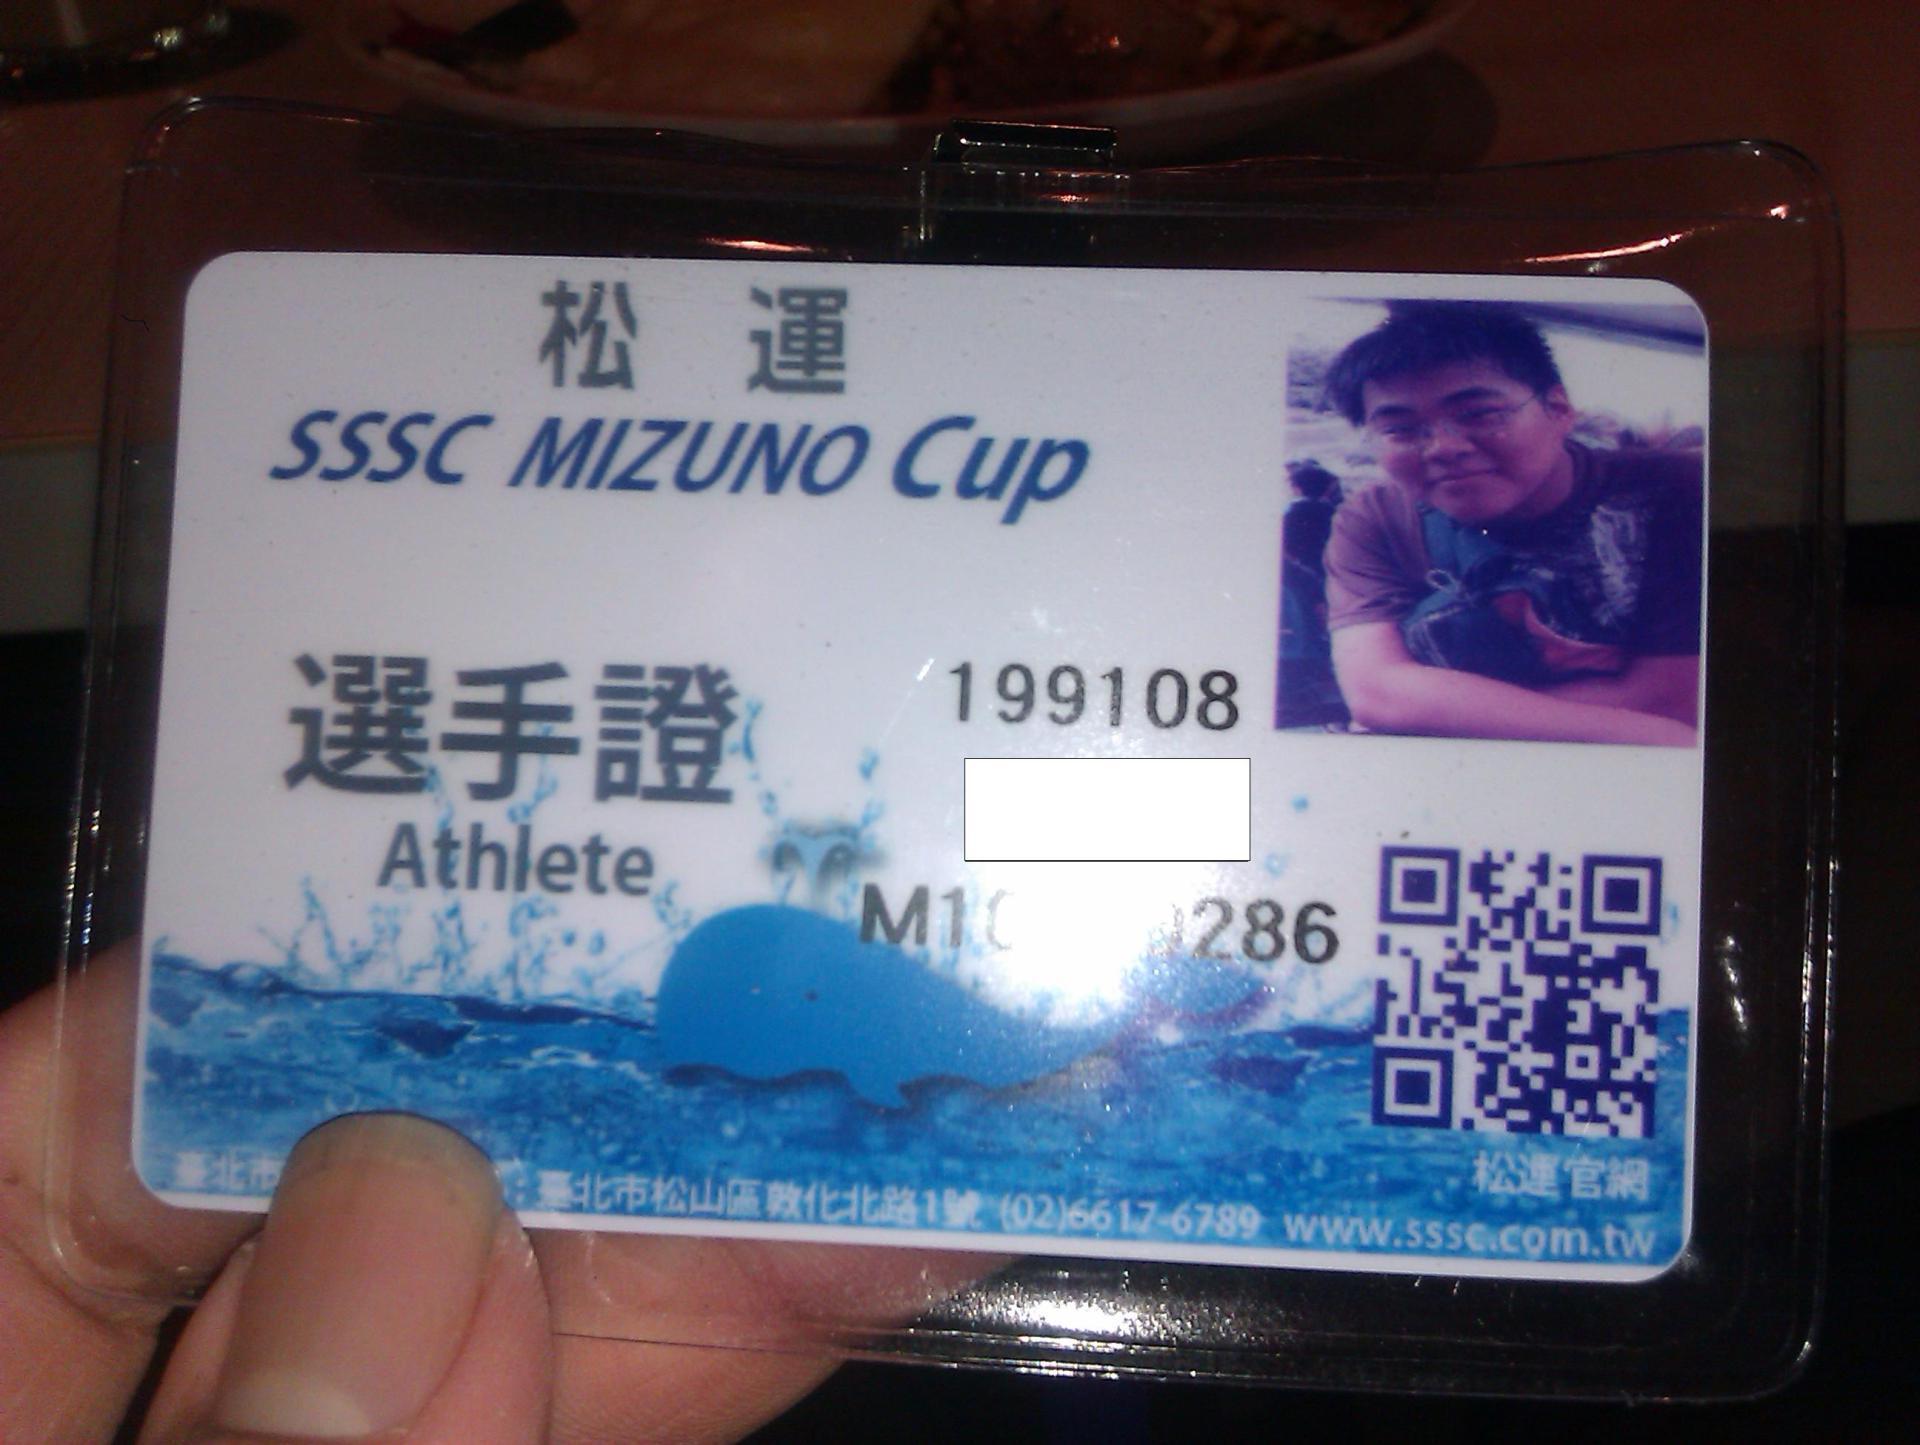 松 運
SSSC MIZUNO Cup
選手證
Athlete
199108
M10 286
臺北市 : 臺北市松山區敦化北路1號 (02)6617-6789 www.sssc.com.tw
松運官網